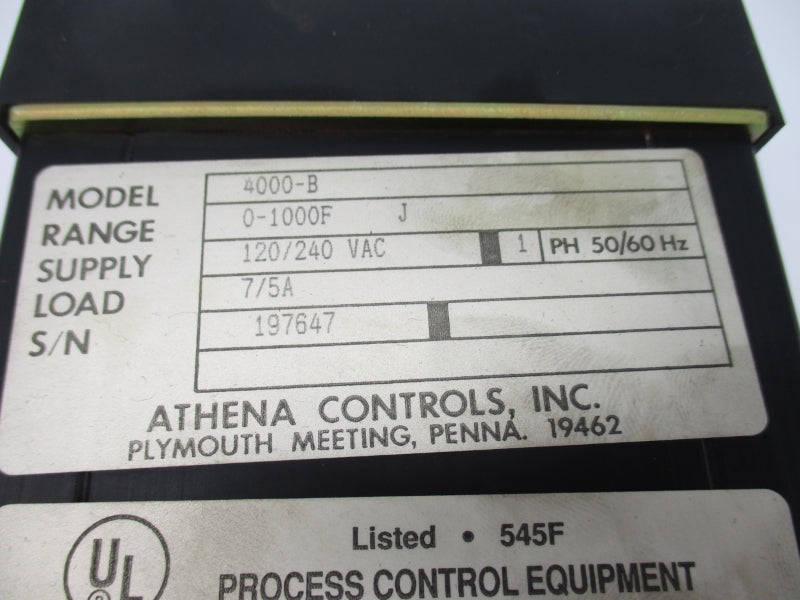 MODEL 4000-B
RANGE 0-1000F J
SUPPLY 120/240 VAC 1 PH 50/60 Hz
LOAD 7/5A
S/N 197647
ATHENA CONTROLS, INC.
PLYMOUTH MEETING, PENNA. 19462
UL Listed • 545F
PROCESS CONTROL EQUIPMENT